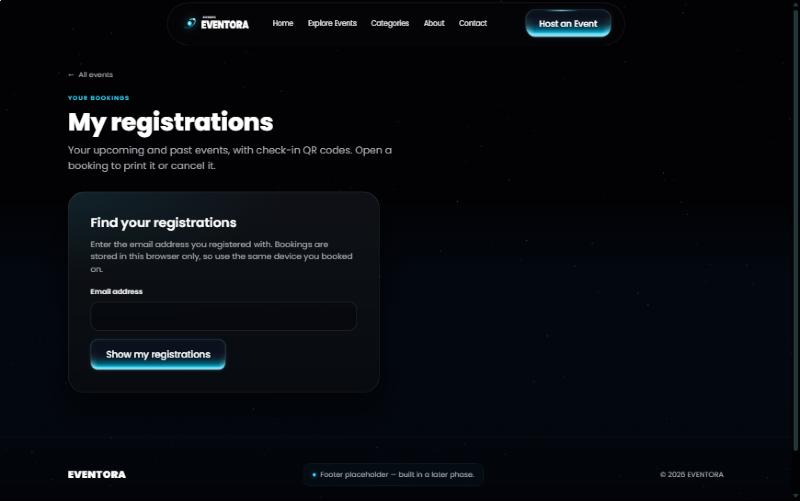 EVENTORA
Home
Explore Events
Categories
About
Contact
Host an Event
← All events
YOUR BOOKINGS
My registrations
Your upcoming and past events, with check-in QR codes. Open a
booking to print it or cancel it.
Find your registrations
Enter the email address you registered with. Bookings are
stored in this browser only, so use the same device you booked
on.
Email address
Show my registrations
EVENTORA
Footer placeholder — built in a later phase.
© 2026 EVENTORA